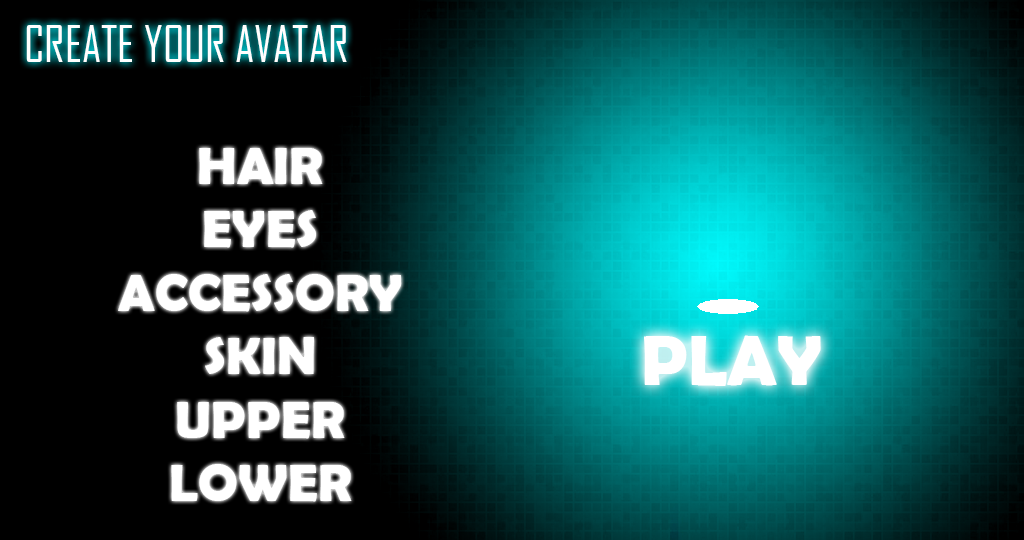 CREATE YOUR AVATAR
HAIR
EYES
ACCESSORY
SKIN
UPPER
LOWER
PLAY